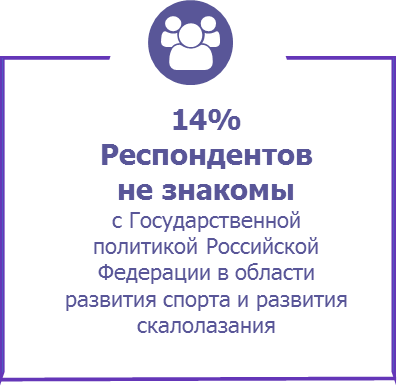 14%
Респондентов
не знакомы
с Государственной
политикой Российской
Федерации в области
развития спорта и развития
скалолазания